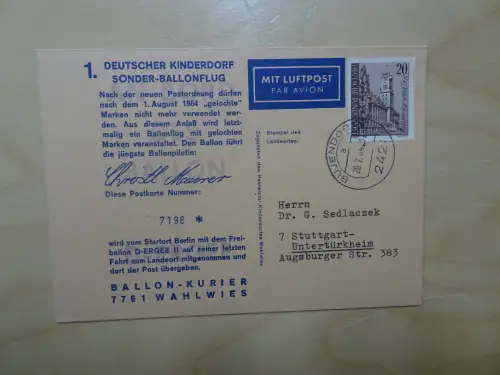 1. DEUTSCHER KINDERDORF
SONDER-BALLONFLUG
Nach der neuen Postordnung dürfen
nach dem 1. August 1964 „gelochte"
Marken nicht mehr verwendet wer-
den. Aus diesem Anlaß wird letzt-
malig ein Ballonflug mit gelochten
Marken veranstaltet. Den Ballon führt
die jüngste Ballonpilotin:
Diese Postkarte Nummer:
7196 *
wird vom Startort Berlin mit dem Frei-
ballon D-ERGEE II auf seiner letzten
Fahrt zum Landeort mitgenommen und
dort der Post übergeben.
BALLON-KURIER
7761 WAHLWIES
MIT LUFTPOST
PAR AVION
Stempel des
Landeortes:
20
BERLIN
2421
Herrn
Dr. G. Sedlaczek
7 Stuttgart-
Untertürkheim
Augsburger Str. 383